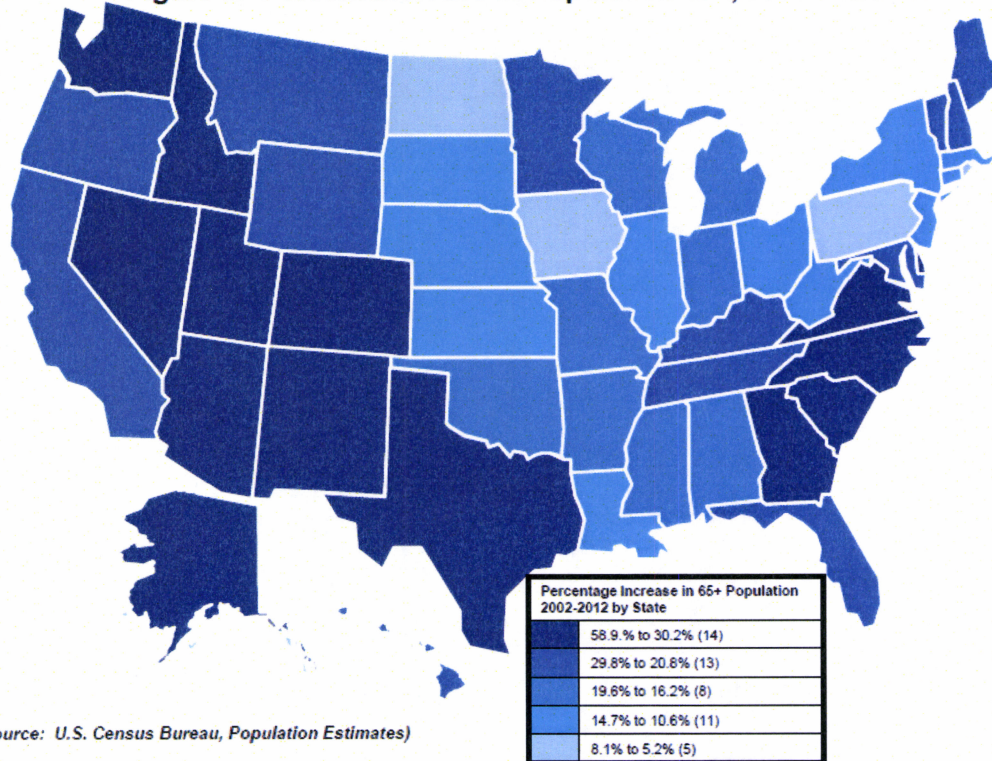 Percentage Increase in 65+ Population
2002-2012 by State
58.9.% to 30.2% (14)
29.8% to 20.8% (13)
19.6% to 16.2% (8)
14.7% to 10.6% (11)
8.1% to 5.2% (5)
U.S. Census Bureau, Population Estimates)